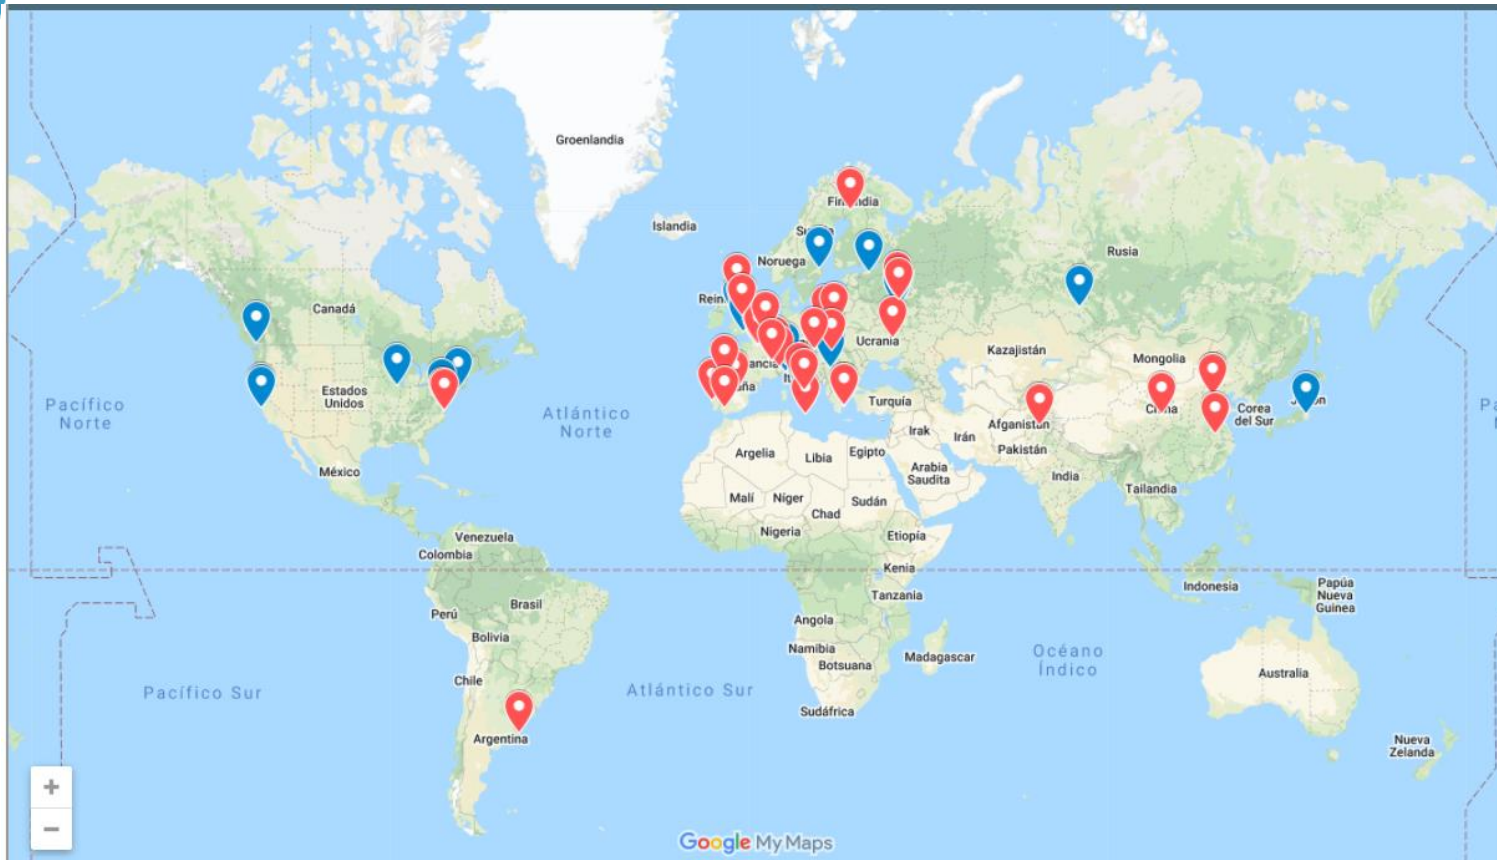 Groenlandia
Islandia
Finlandia
Noruega
Rusia
Canadá
Ucrania
Kazajistán
Mongolia
Estados
Unidos
Pacífico
Norte
Atlántico
Norte
Turquía
Afganistán
China
Corea
del Sur
Irak
Irán
Pakistán
México
Argelia
Libia
Egipto
Arabia
Saudita
India
Tailandia
Malí
Níger
Sudán
Chad
Nigeria
Etiopía
Venezuela
Colombia
Kenia
Indonesia
Papúa
Nueva
Guinea
Tanzania
Perú
Brasil
Angola
Bolivia
Namibia
Botsuana
Madagascar
Océano
Índico
Chile
Pacífico Sur
Atlántico Sur
Australia
Sudáfrica
Argentina
Nueva
Zelanda
+
−
Google My Maps